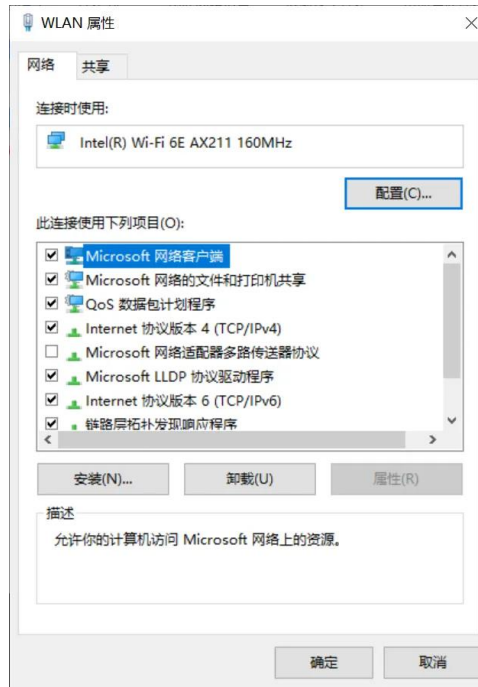 WLAN 属性
网络 共享
连接时使用:
Intel(R) Wi-Fi 6E AX211 160MHz
配置(C)...
此连接使用下列项目(O):
Microsoft 网络客户端
Microsoft 网络的文件和打印机共享
QoS 数据包计划程序
Internet 协议版本 4 (TCP/IPv4)
Microsoft 网络适配器多路传送器协议
Microsoft LLDP 协议驱动程序
Internet 协议版本 6 (TCP/IPv6)
链路层拓扑发现响应程序
安装(N)... 卸载(U) 属性(R)
描述
允许你的计算机访问 Microsoft 网络上的资源。
确定 取消